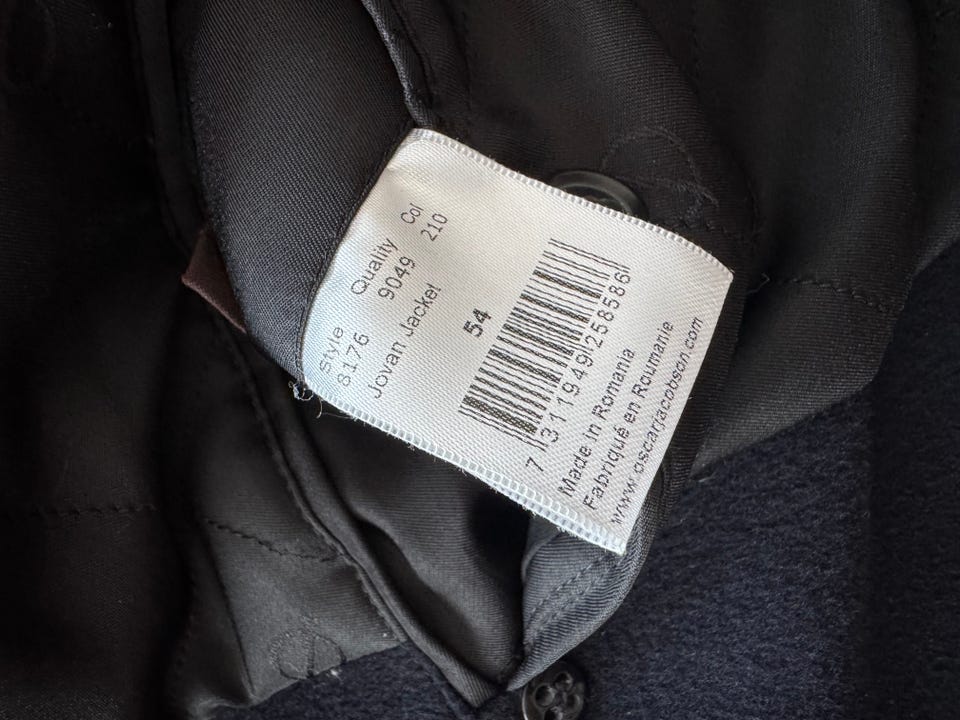 Style Quality Col
8176 9049 210
Jovan Jacket
54
7 311949 258586
Made in Romania
Fabriqué en Roumanie
www.oscarjacobson.com